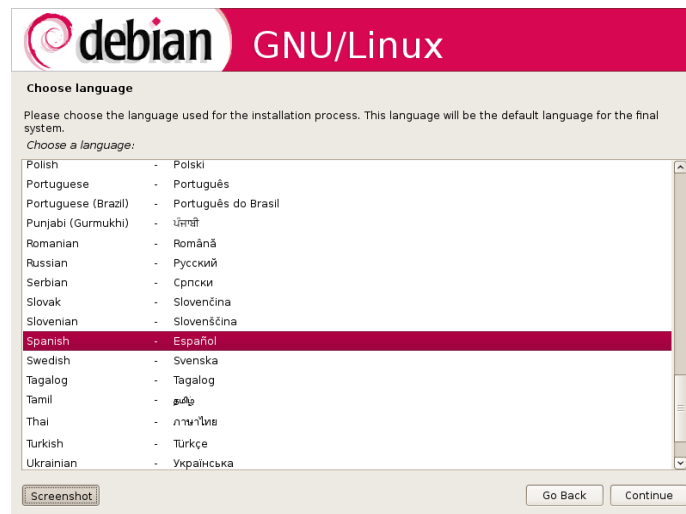 debian GNU/Linux
Choose language
Please choose the language used for the installation process. This language will be the default language for the final
system.
Choose a language:
Polish - Polski
Portuguese - Português
Portuguese (Brazil) - Português do Brasil
Punjabi (Gurmukhi) - ਪੰਜਾਬੀ
Romanian - Română
Russian - Русский
Serbian - Српски
Slovak - Slovenčina
Slovenian - Slovenščina
Spanish - Español
Swedish - Svenska
Tagalog - Tagalog
Tamil - தமிழ்
Thai - ภาษาไทย
Turkish - Türkçe
Ukrainian - Українська
Screenshot Go Back Continue